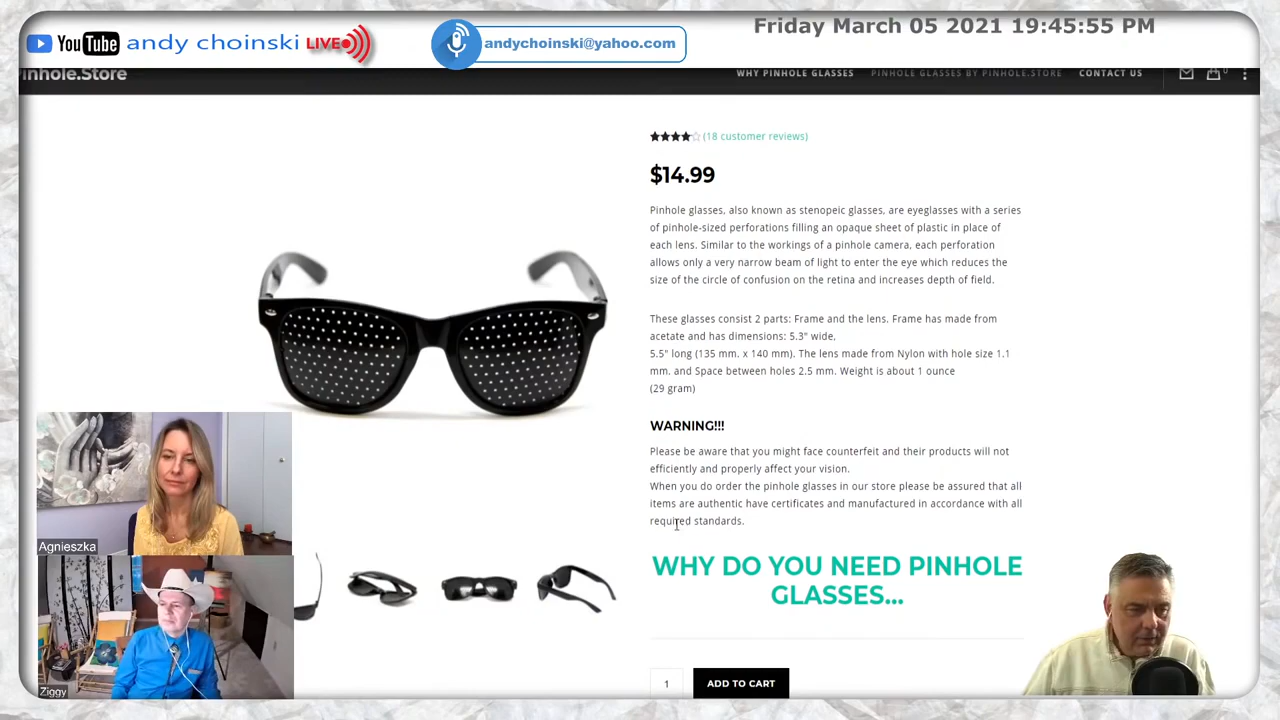 Friday March 05 2021 19:45:55 PM
YouTube andy choinski LIVE
andychoinski@yahoo.com
Pinhole.Store
WHY PINHOLE GLASSES PINHOLE GLASSES BY PINHOLE.STORE CONTACT US 0
(18 customer reviews)
$14.99
Pinhole glasses, also known as stenopeic glasses, are eyeglasses with a series
of pinhole-sized perforations filling an opaque sheet of plastic in place of
each lens. Similar to the workings of a pinhole camera, each perforation
allows only a very narrow beam of light to enter the eye which reduces the
size of the circle of confusion on the retina and increases depth of field.
These glasses consist 2 parts: Frame and the lens. Frame has made from
acetate and has dimensions: 5.3" wide,
5.5" long (135 mm. x 140 mm). The lens made from Nylon with hole size 1.1
mm. and Space between holes 2.5 mm. Weight is about 1 ounce
(29 gram)
WARNING!!!
Please be aware that you might face counterfeit and their products will not
efficiently and properly affect your vision.
When you do order the pinhole glasses in our store please be assured that all
items are authentic have certificates and manufactured in accordance with all
required standards.
WHY DO YOU NEED PINHOLE
GLASSES...
1 ADD TO CART
Agnieszka
Ziggy